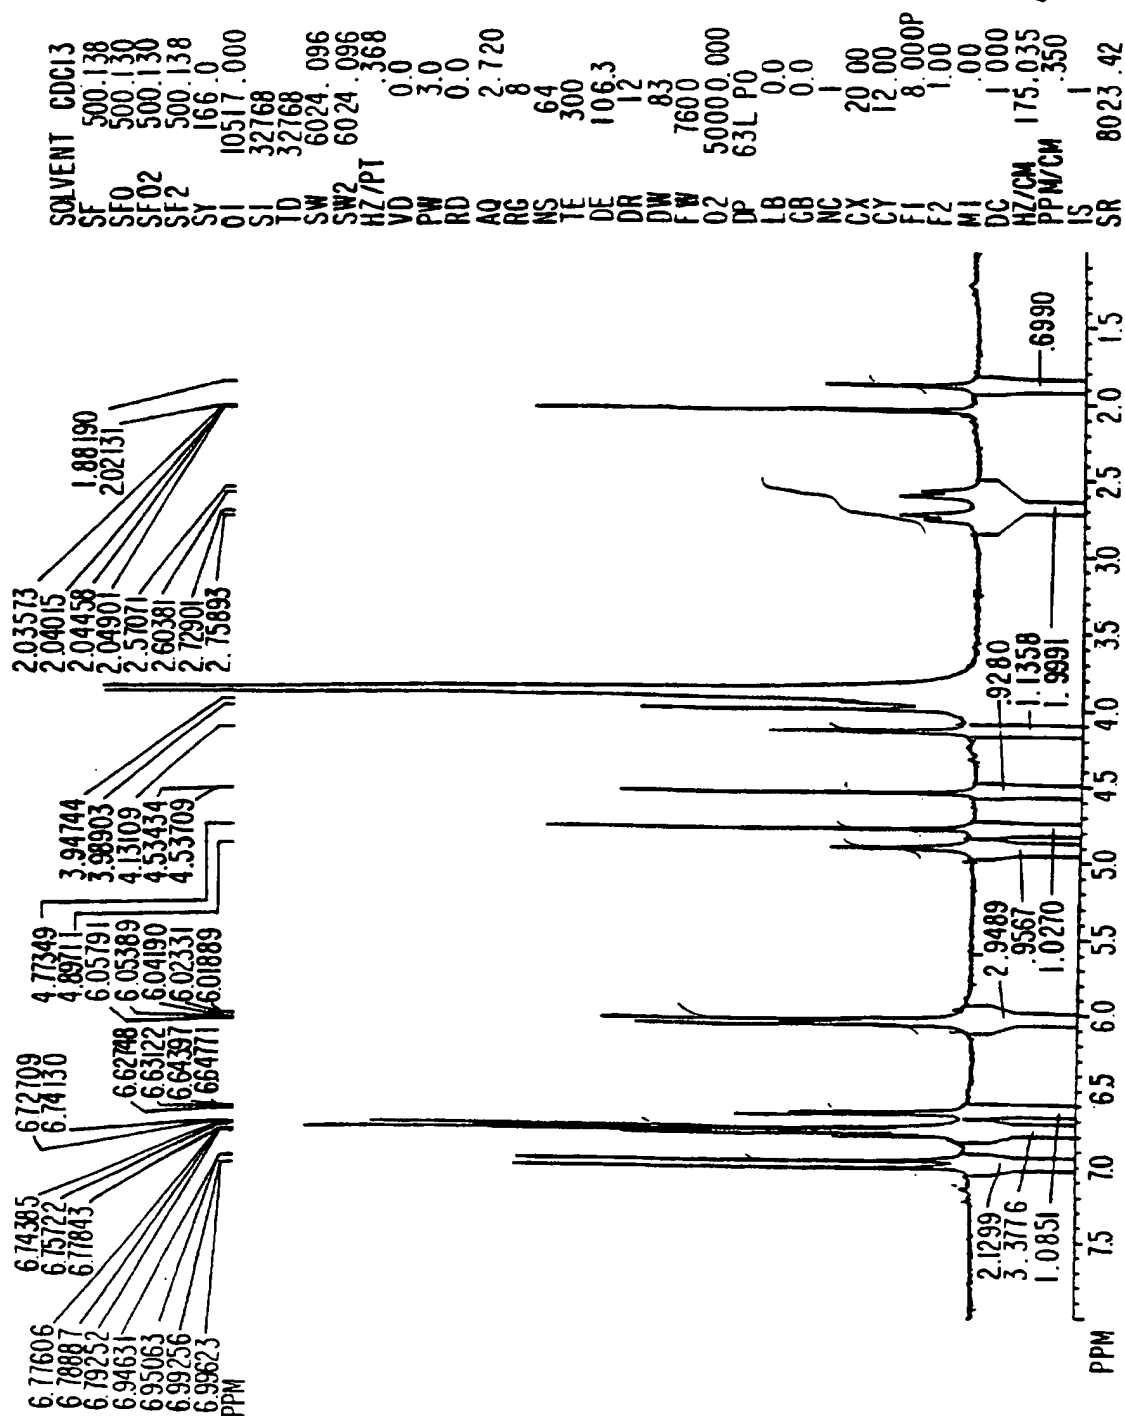 SOLVENT CDCl3
SF 500.138
SFO 500.130
SFO2 500.130
SF2 500.138
SY 166.0
O1 10517.000
SI 32768
TD 32768
SW 6024.096
SW2 6024.096
HZ/PT .368
VD 0.0
PW 3.0
RD 0.0
AQ 2.720
RG 8
NS 64
TE 300
DE 106.3
DR 12
DW 83
FW 7600
O2 5000.000
DP 63L PO
LB 0.0
GB 0.0
NC 1
CX 20.00
CY 12.00
F1 8.000P
F2 1.00
M1 .00
DC 1.000
HZ/CM 175.035
PPM/CM .350
IS 1
SR 8023.42
1.88190
2.02131
2.03573
2.04015
2.04458
2.04901
2.57071
2.60381
2.72901
2.75893
3.94744
3.98903
4.13109
4.53434
4.53709
4.77349
4.89711
6.05791
6.05389
6.04190
6.02331
6.01889
6.62748
6.63122
6.64397
6.64771
6.72709
6.74130
6.74385
6.75722
6.77843
6.77606
6.78887
6.79252
6.94631
6.95063
6.99256
6.99623
PPM
.6990
1.9991
1.1358
.9280
1.0270
.9567
2.9489
1.0851
3.3776
2.1299
1.5
2.0
2.5
3.0
3.5
4.0
4.5
5.0
5.5
6.0
6.5
7.0
7.5
PPM